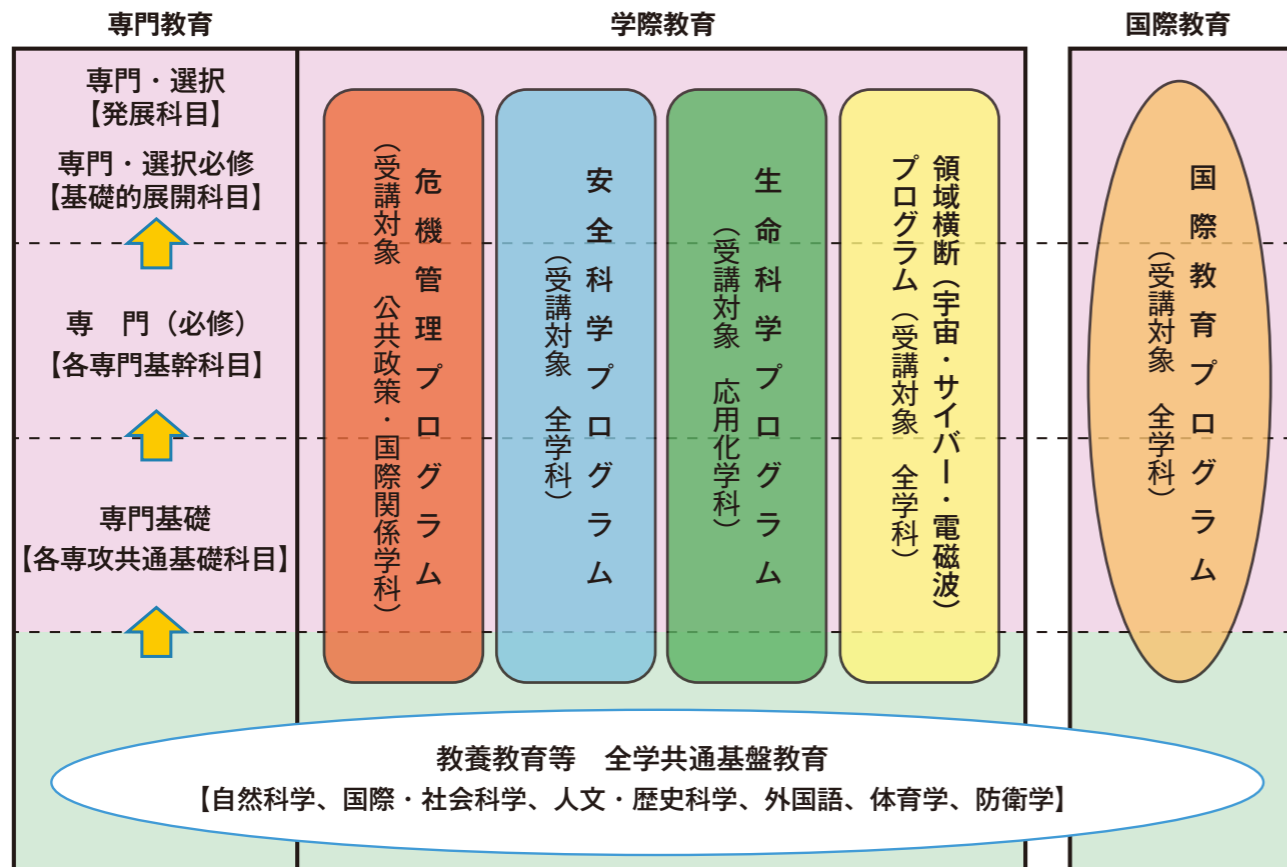 専門教育
学際教育
国際教育
専門・選択
【発展科目】
専門・選択必修
【基礎的展開科目】
専　門（必修）
【各専門基幹科目】
専門基礎
【各専攻共通基礎科目】
危機管理プログラム
（受講対象　公共政策・国際関係学科）
安全科学プログラム
（受講対象　全学科）
生命科学プログラム
（受講対象　応用化学科）
領域横断（宇宙・サイバー・電磁波）
プログラム（受講対象　全学科）
国際教育プログラム
（受講対象　全学科）
教養教育等　全学共通基盤教育
【自然科学、国際・社会科学、人文・歴史科学、外国語、体育学、防衛学】